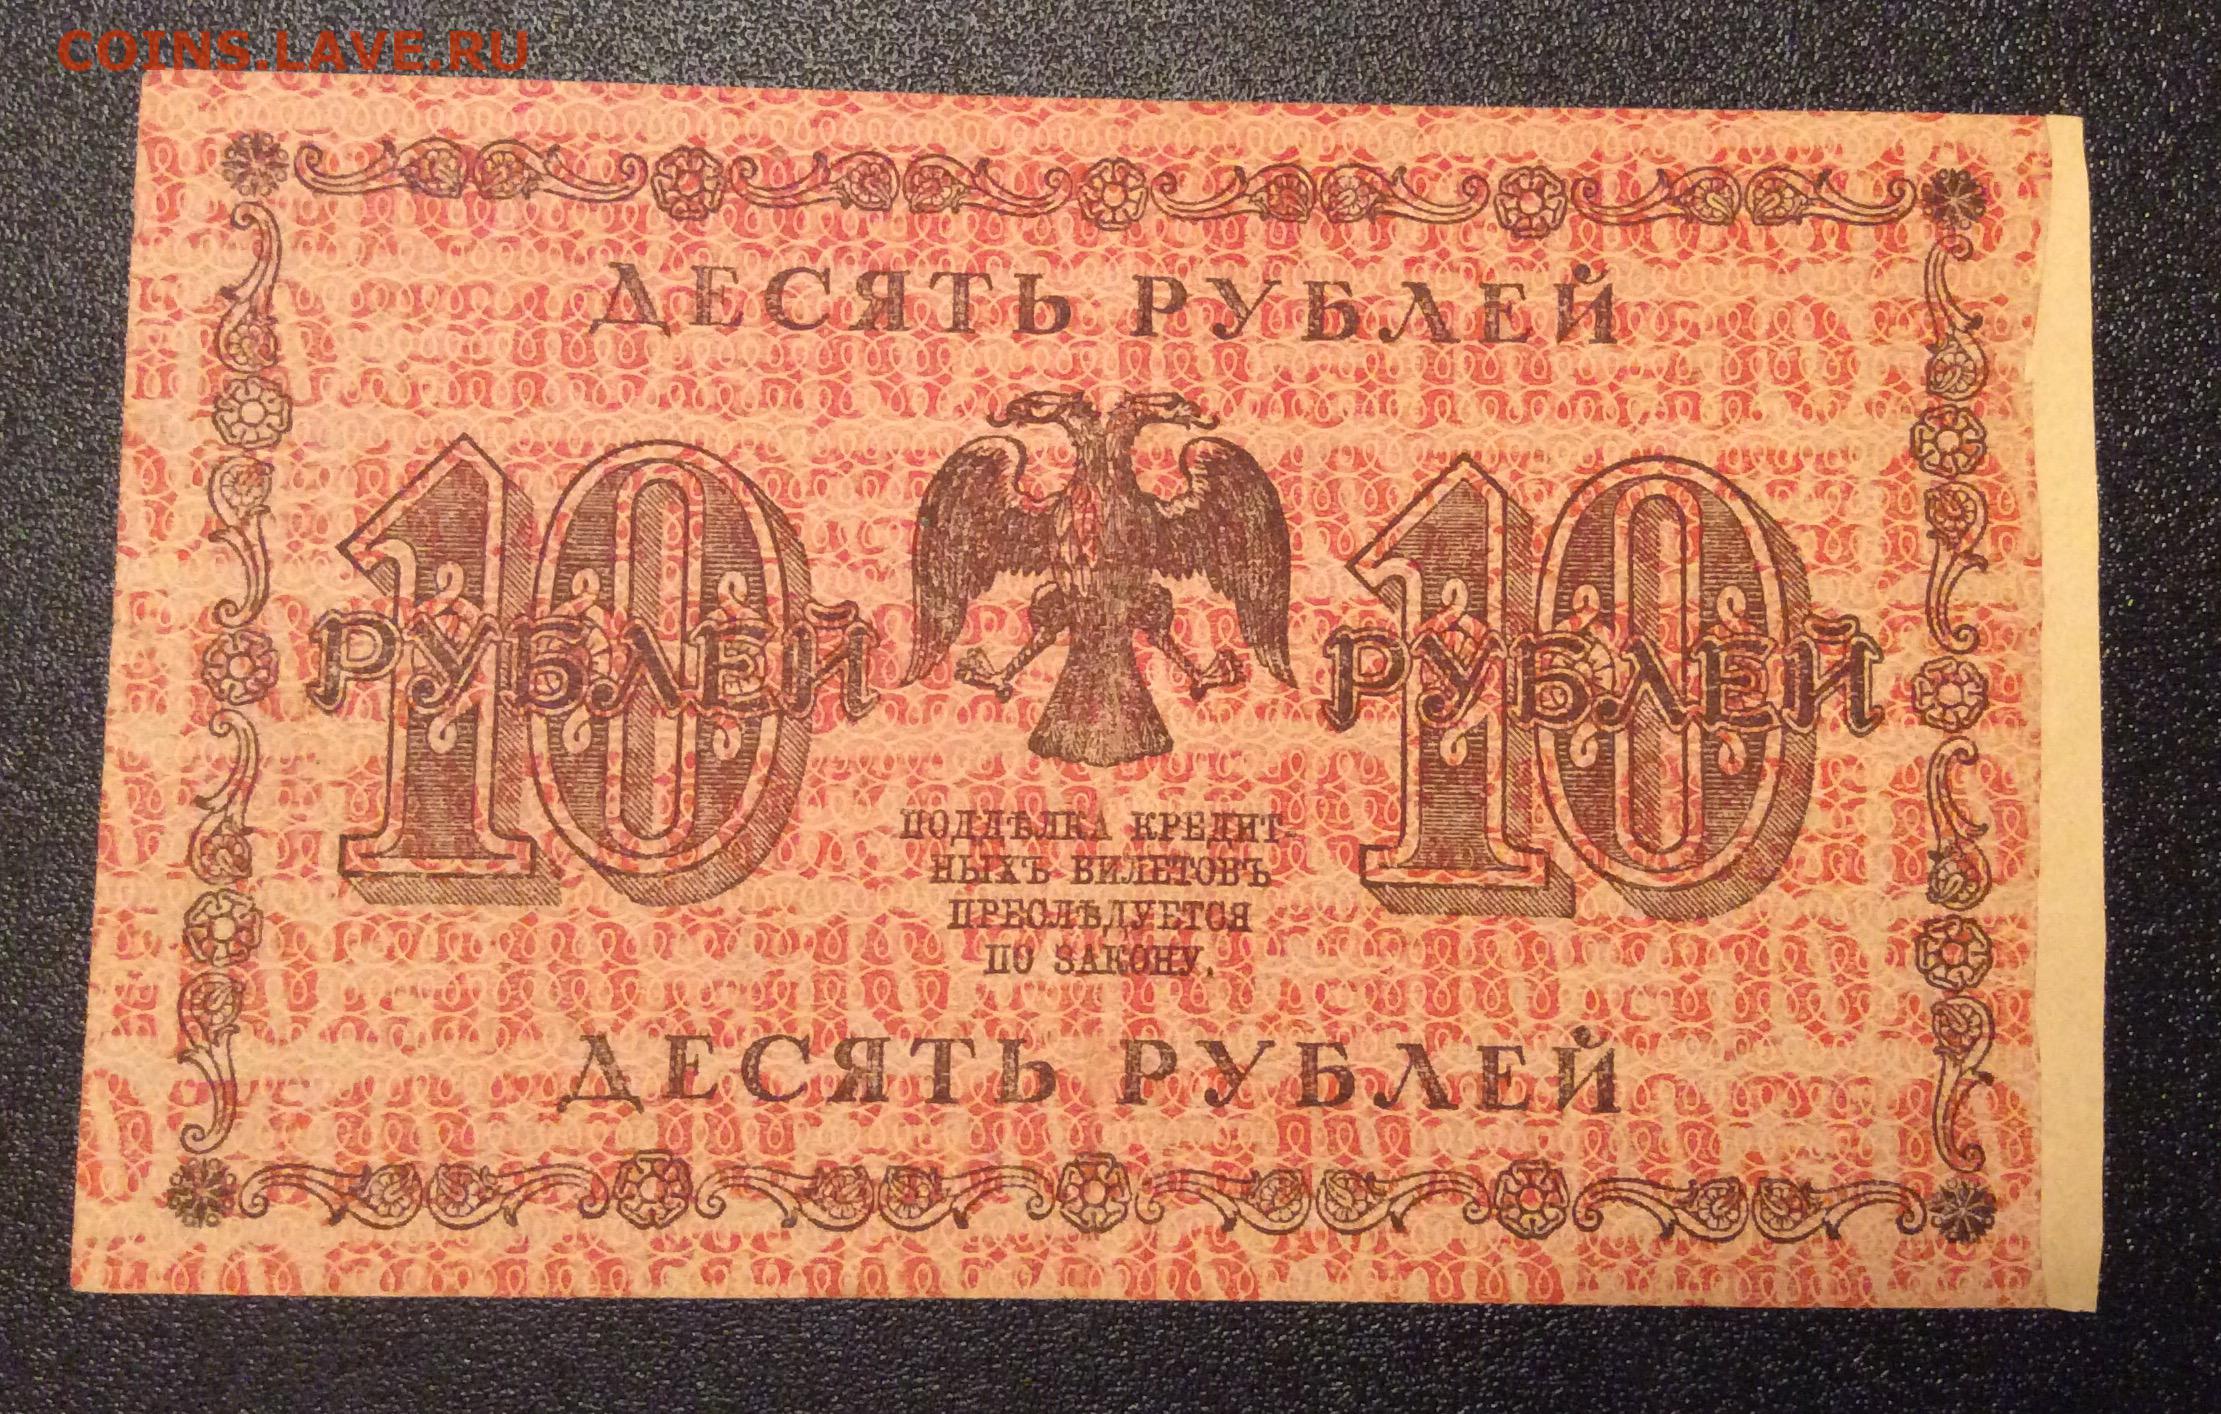 COINS.LAVE.RU
ДЕСЯТЬ РУБЛЕЙ
10
РУБЛЕЙ
10
РУБЛЕЙ
ПОДДѢЛКА КРЕДИТ-
НЫХЪ БИЛЕТОВЪ
ПРЕСЛѢДУЕТСЯ
ПО ЗАКОНУ.
ДЕСЯТЬ РУБЛЕЙ